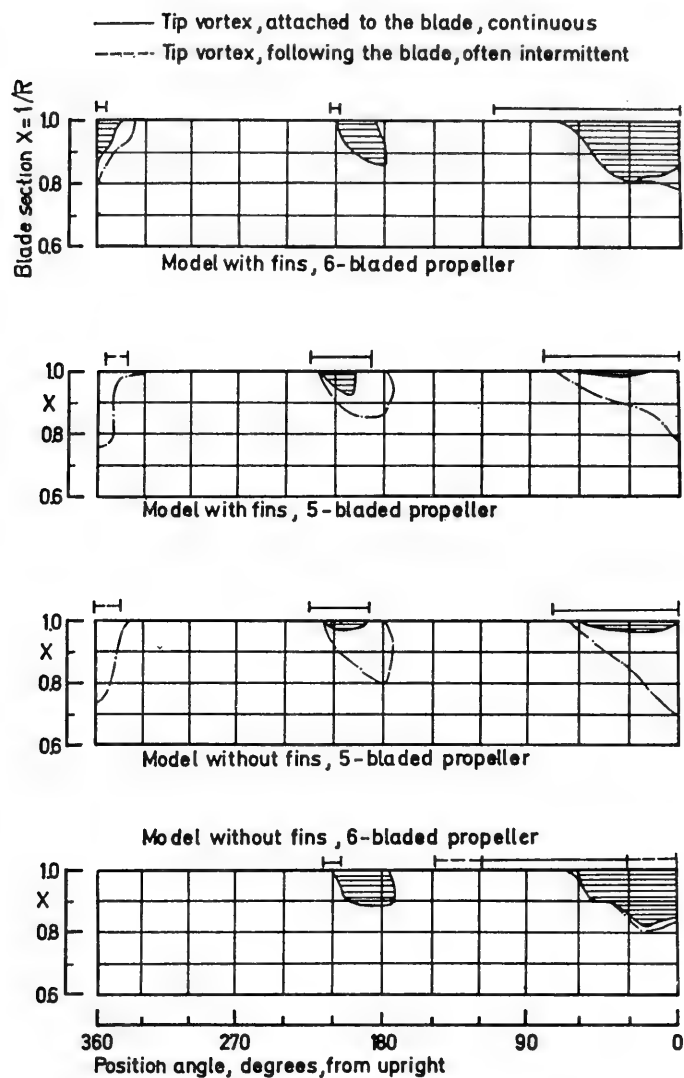 Tip vortex, attached to the blade, continuous
Tip vortex, following the blade, often intermittent
Blade section X = 1/R
1.0
0.8
0.6
Model with fins, 6-bladed propeller
1.0
X
0.8
0.6
Model with fins, 5-bladed propeller
1.0
X
0.8
0.6
Model without fins, 5-bladed propeller
Model without fins, 6-bladed propeller
1.0
X
0.8
0.6
360 270 180 90 0
Position angle, degrees, from upright